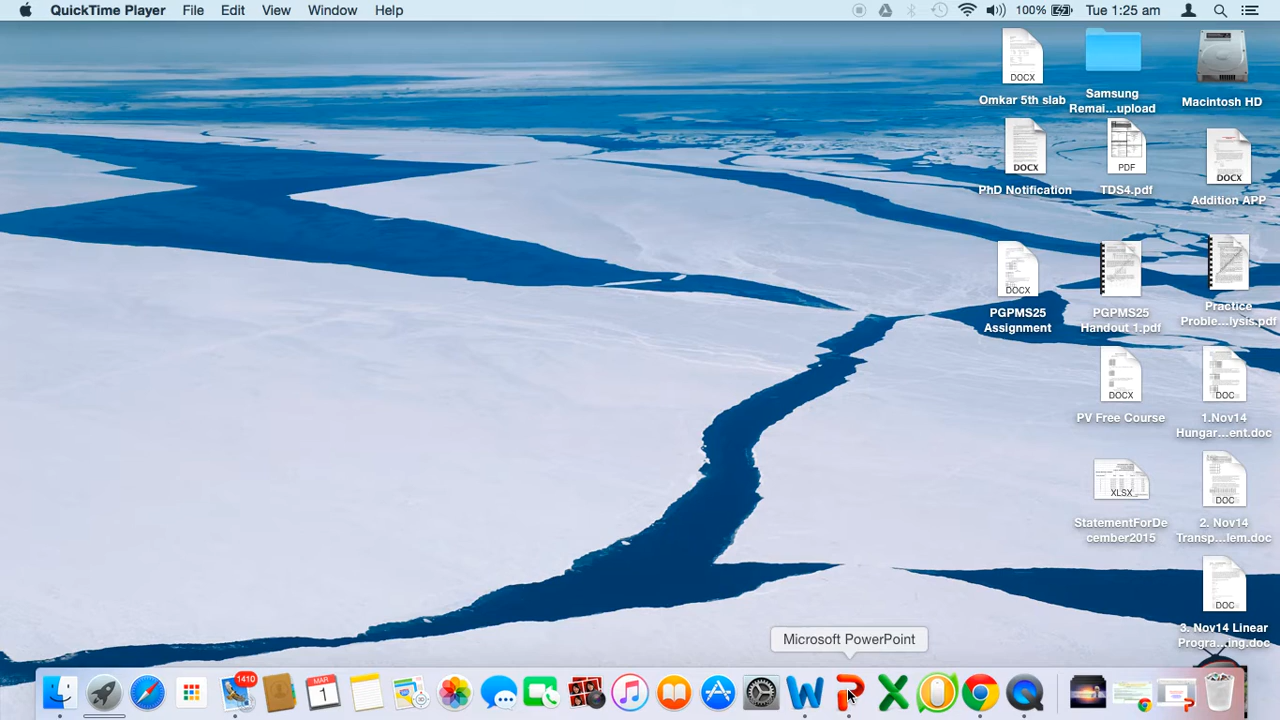 QuickTime Player File Edit View Window Help 100% Tue 1:25 am
DOCX
Omkar 5th slab
Samsung
Remai...upload
Macintosh HD
DOCX
PhD Notification
PDF
TDS4.pdf
DOCX
Addition APP
DOCX
PGPMS25
Assignment
PGPMS25
Handout 1.pdf
Practice
Proble...lysis.pdf
DOCX
PV Free Course
DOC
1.Nov14
Hungar...ent.doc
XLSX
StatementForDe
cember2015
DOC
2. Nov14
Transp...lem.doc
DOC
3. Nov14 Linear
Progra...ing.doc
Microsoft PowerPoint
1410
MAR
1